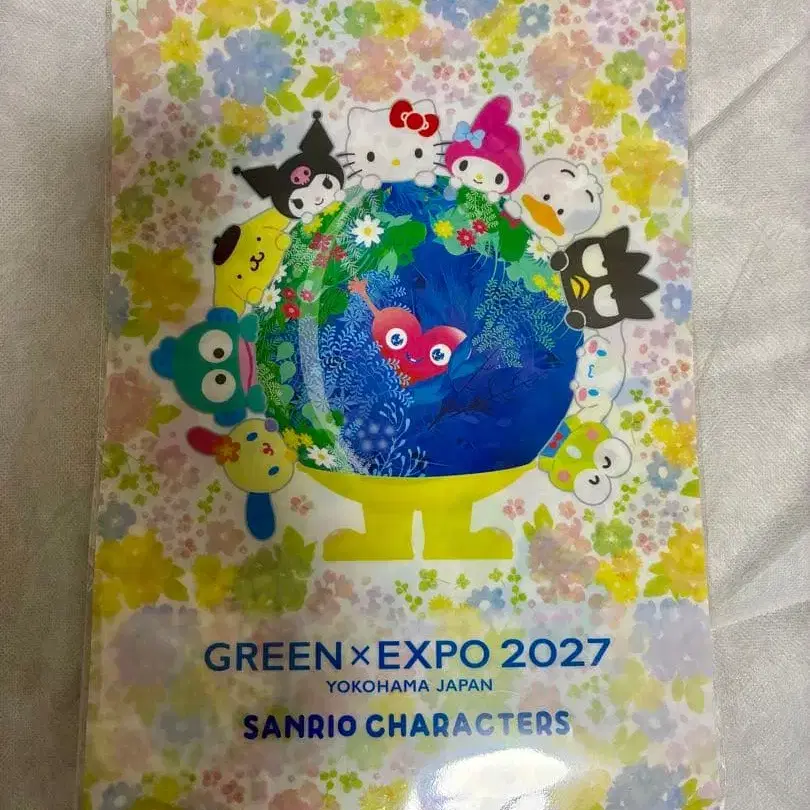 GREEN×EXPO 2027
YOKOHAMA JAPAN
SANRIO CHARACTERS